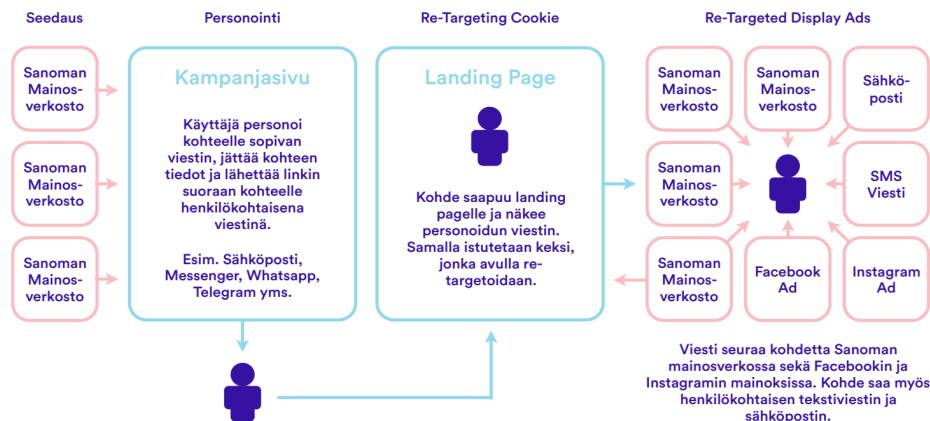 Seedaus
Personointi
Re-Targeting Cookie
Re-Targeted Display Ads
Sanoman
Mainos-
verkosto
Sanoman
Mainos-
verkosto
Sanoman
Mainos-
verkosto
Kampanjasivu
Käyttäjä personoi
kohteelle sopivan
viestin, jättää kohteen
tiedot ja lähettää linkin
suoraan kohteelle
henkilökohtaisena
viestinä.
Esim. Sähköposti,
Messenger, Whatsapp,
Telegram yms.
Landing Page
Kohde saapuu landing
pagelle ja näkee
personoidun viestin.
Samalla istutetaan keksi,
jonka avulla re-
targetoidaan.
Sanoman
Mainos-
verkosto
Sanoman
Mainos-
verkosto
Sähkö-
posti
Sanoman
Mainos-
verkosto
SMS
Viesti
Sanoman
Mainos-
verkosto
Facebook
Ad
Instagram
Ad
Viesti seuraa kohdetta Sanoman
mainosverkossa sekä Facebookin ja
Instagramin mainoksissa. Kohde saa myös
henkilökohtaisen tekstiviestin ja
sähköpostin.